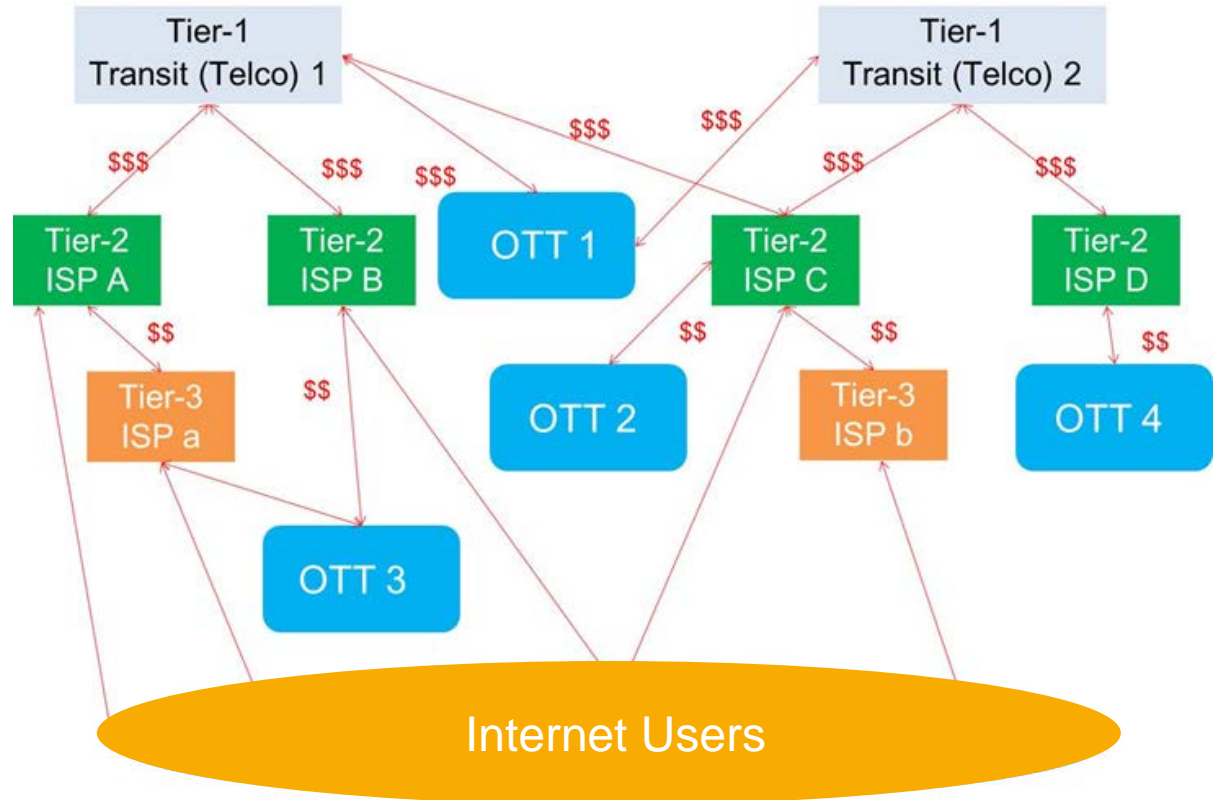 Tier-1
Transit (Telco) 1
Tier-1
Transit (Telco) 2
$$$
$$$
$$$
$$$
$$$
$$$
$$$
Tier-2
ISP A
Tier-2
ISP B
OTT 1
Tier-2
ISP C
Tier-2
ISP D
$$
$$
$$
$$
$$
Tier-3
ISP a
OTT 2
Tier-3
ISP b
OTT 4
OTT 3
Internet Users